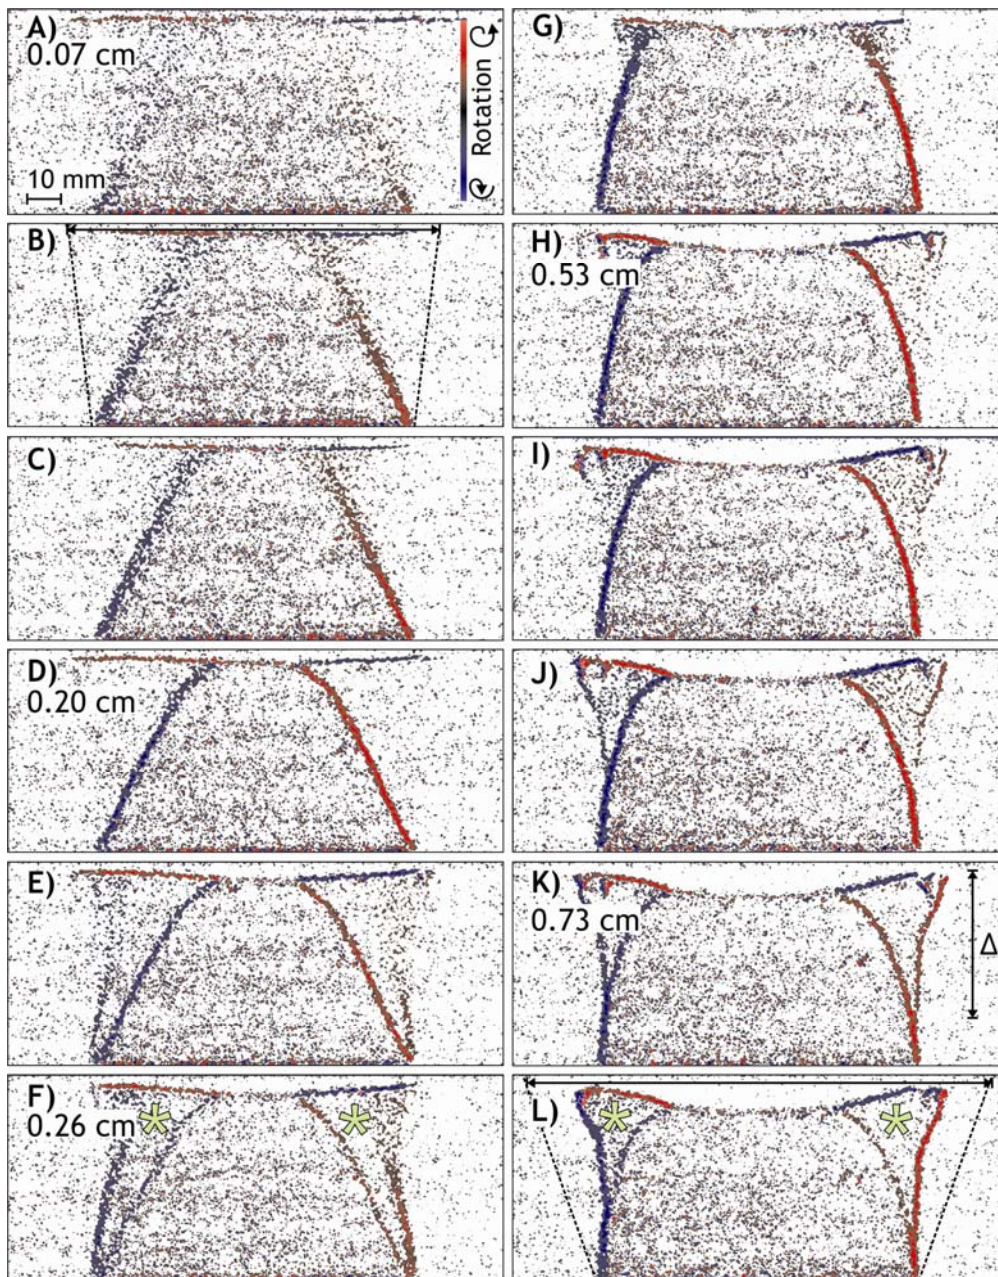 A)
0.07 cm
Rotation
10 mm
B)
C)
D)
0.20 cm
E)
F)
0.26 cm
G)
H)
0.53 cm
I)
J)
K)
0.73 cm
Δ
L)